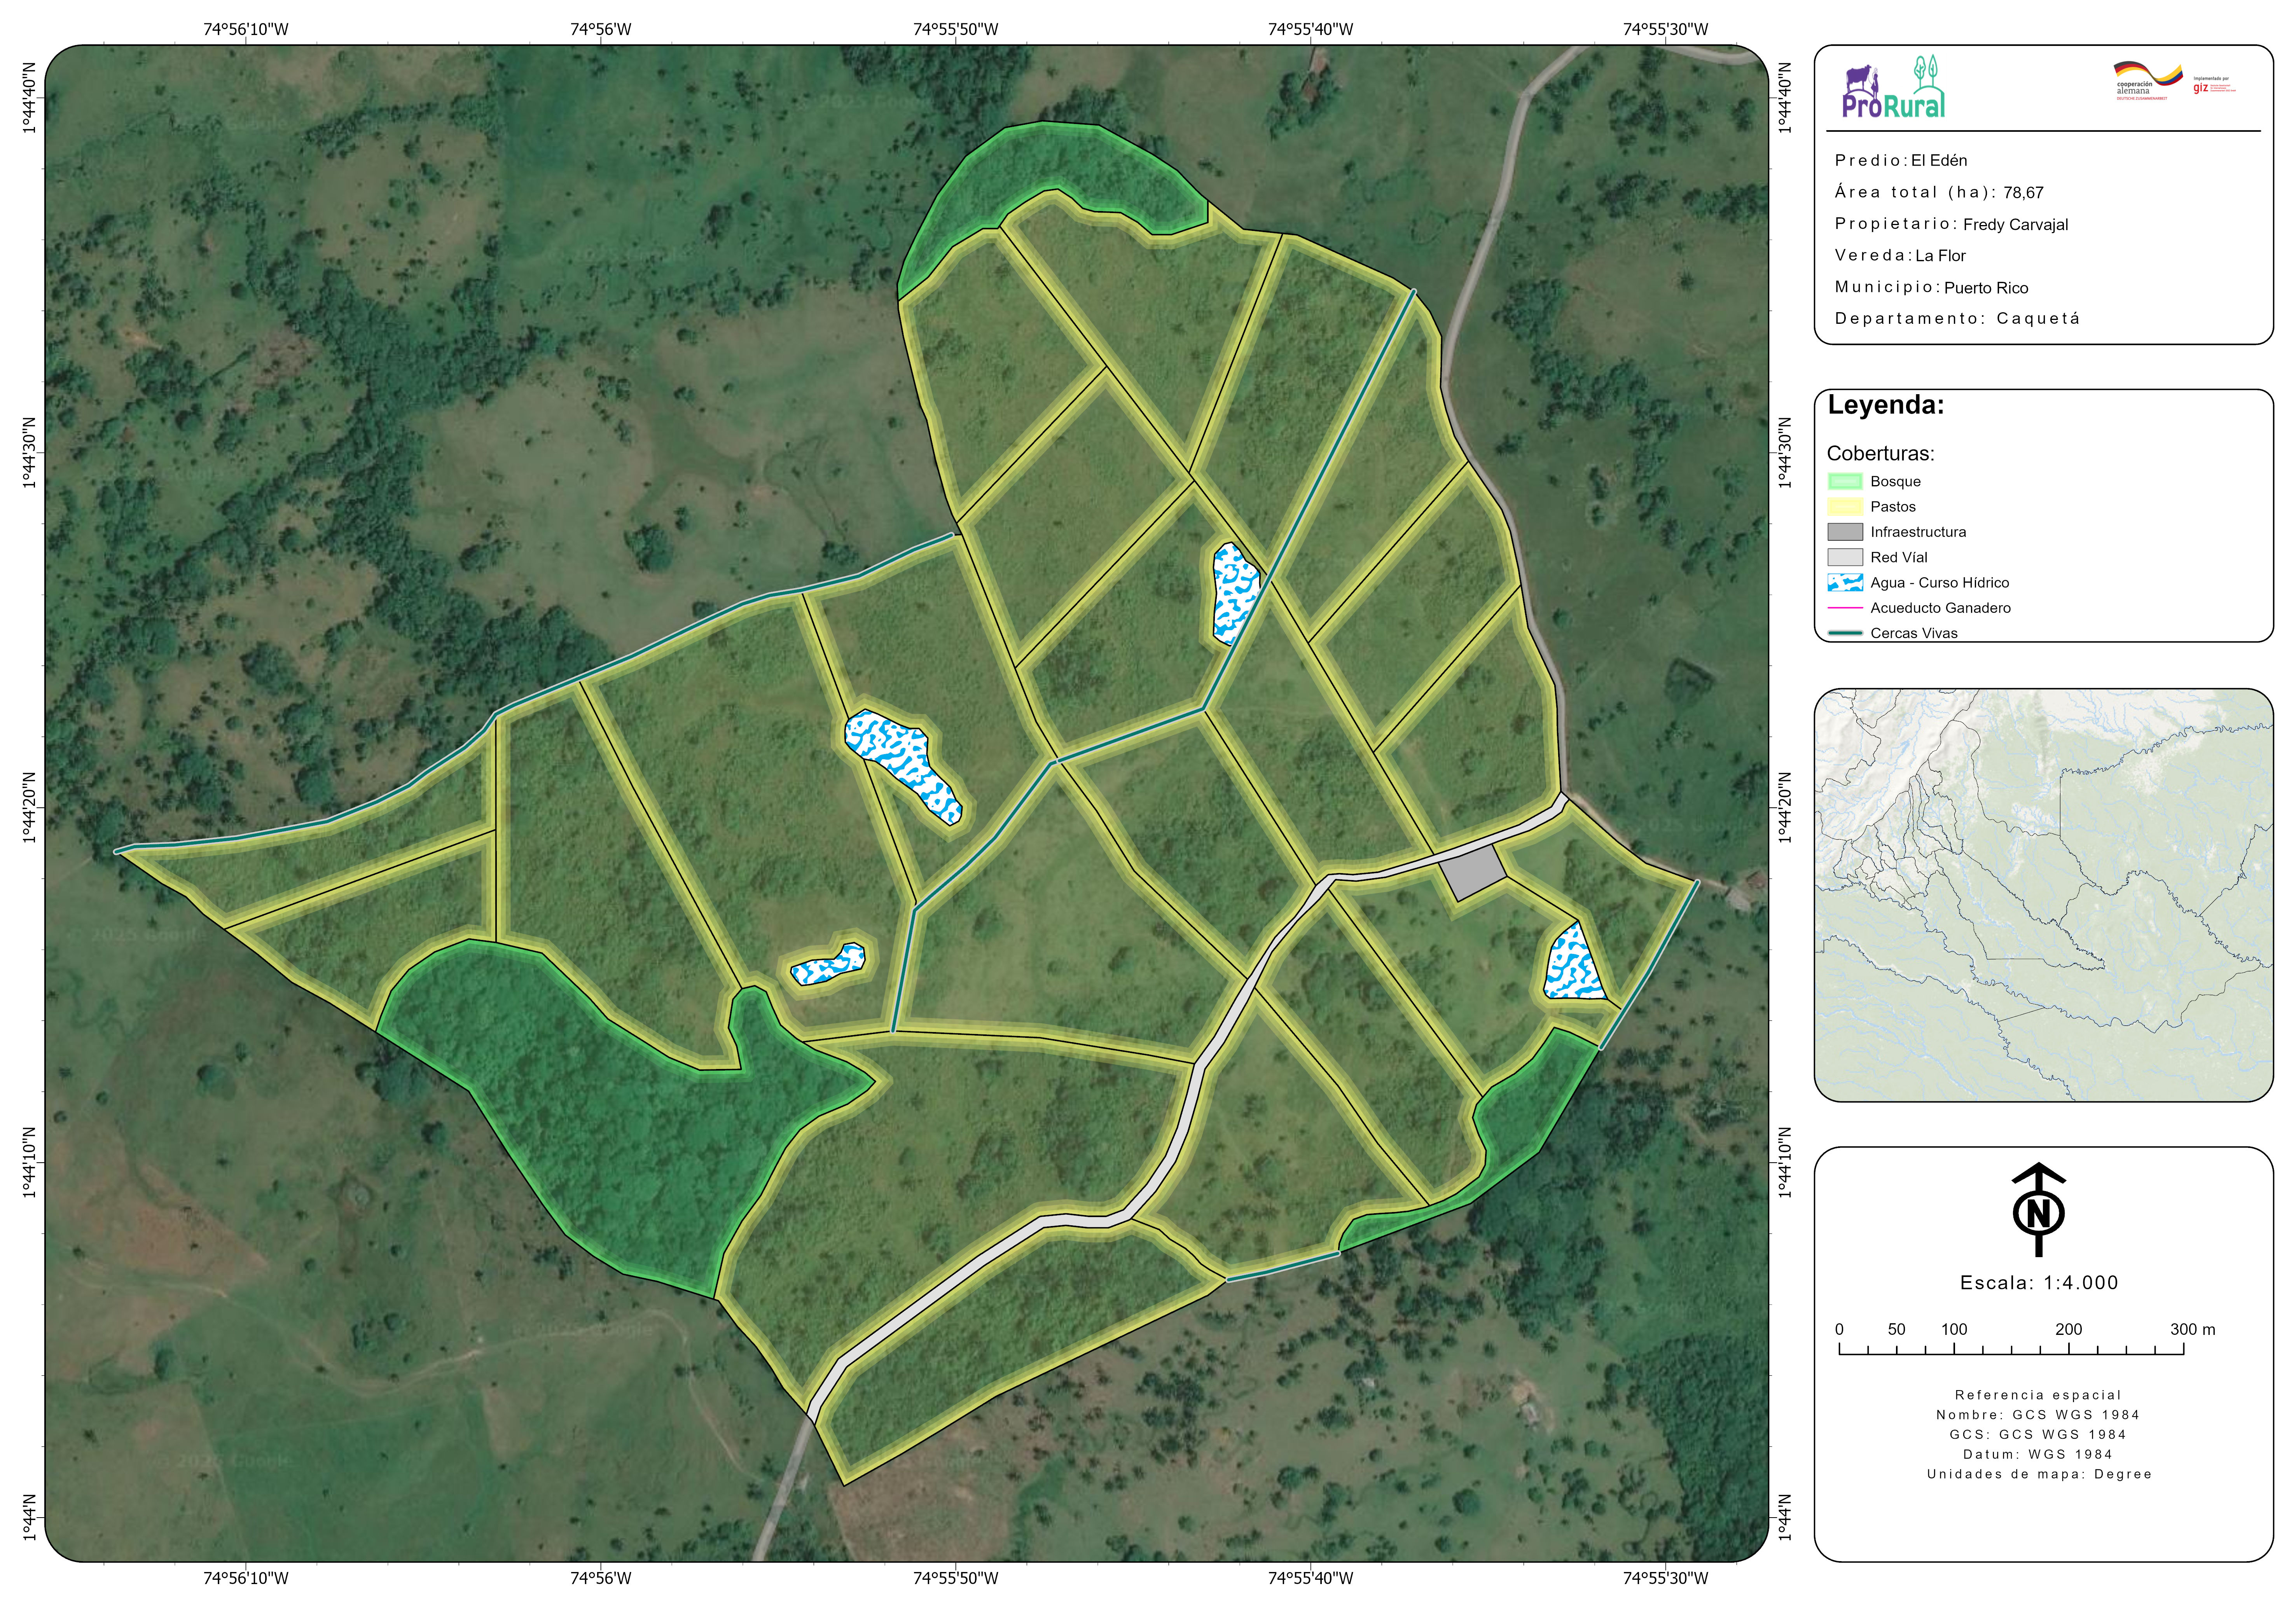 74°56'10"W 74°56'W 74°55'50"W 74°55'40"W 74°55'30"W
1°44'40"N 1°44'40"N
1°44'30"N 1°44'30"N
1°44'20"N 1°44'20"N
1°44'10"N 1°44'10"N
1°44'N 1°44'N
74°56'10"W 74°56'W 74°55'50"W 74°55'40"W 74°55'30"W
2025 Google
© 2025 Google
ProRural
cooperación
alemana
DEUTSCHE ZUSAMMENARBEIT
Implementada por
giz
Predio: El Edén
Área total (ha): 78,67
Propietario: Fredy Carvajal
Vereda: La Flor
Municipio: Puerto Rico
Departamento: Caquetá
Leyenda:
Coberturas:
Bosque
Pastos
Infraestructura
Red Víal
Agua - Curso Hídrico
Acueducto Ganadero
Cercas Vivas
N
Escala: 1:4.000
0 50 100 200 300 m
Referencia espacial
Nombre: GCS WGS 1984
GCS: GCS WGS 1984
Datum: WGS 1984
Unidades de mapa: Degree